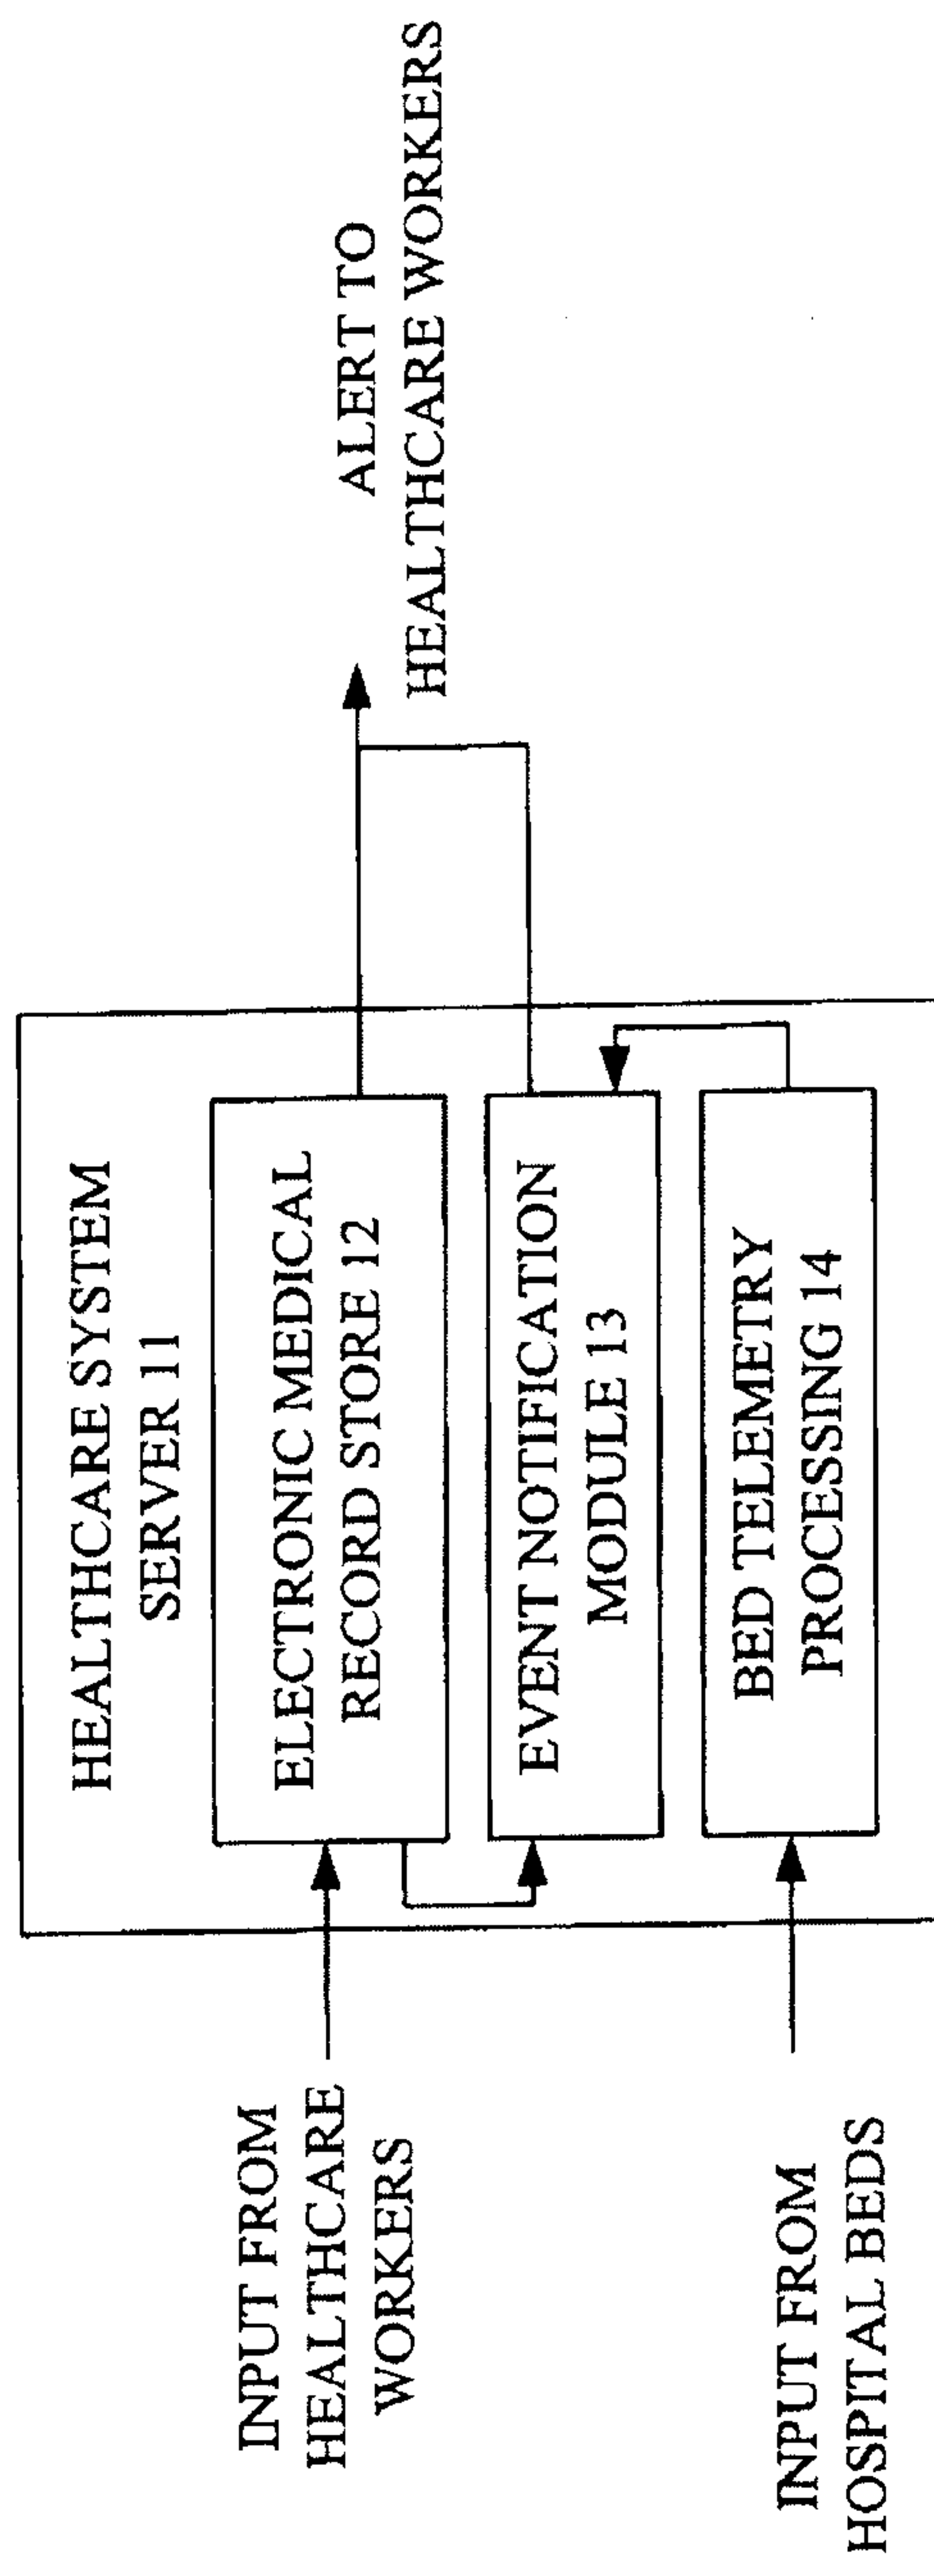 INPUT FROM
HEALTHCARE
WORKERS
INPUT FROM
HOSPITAL BEDS
HEALTHCARE SYSTEM
SERVER 11
ELECTRONIC MEDICAL
RECORD STORE 12
EVENT NOTIFICATION
MODULE 13
BED TELEMETRY
PROCESSING 14
ALERT TO
HEALTHCARE WORKERS